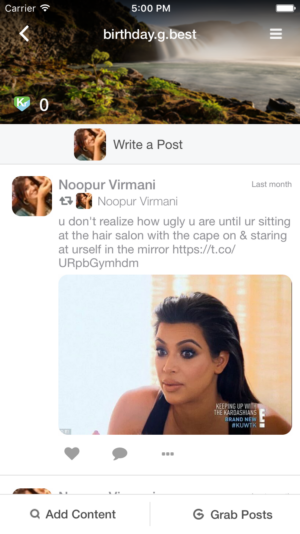 Carrier 5:00 PM
birthday.g.best
K 0
Write a Post
Noopur Virmani Last month
Noopur Virmani
u don't realize how ugly u are until ur sitting
at the hair salon with the cape on & staring
at urself in the mirror https://t.co/
URpbGymhdm
KEEPING UP WITH
THE KARDASHIANS
BRAND NEW
#KUWTK
Add Content
G Grab Posts